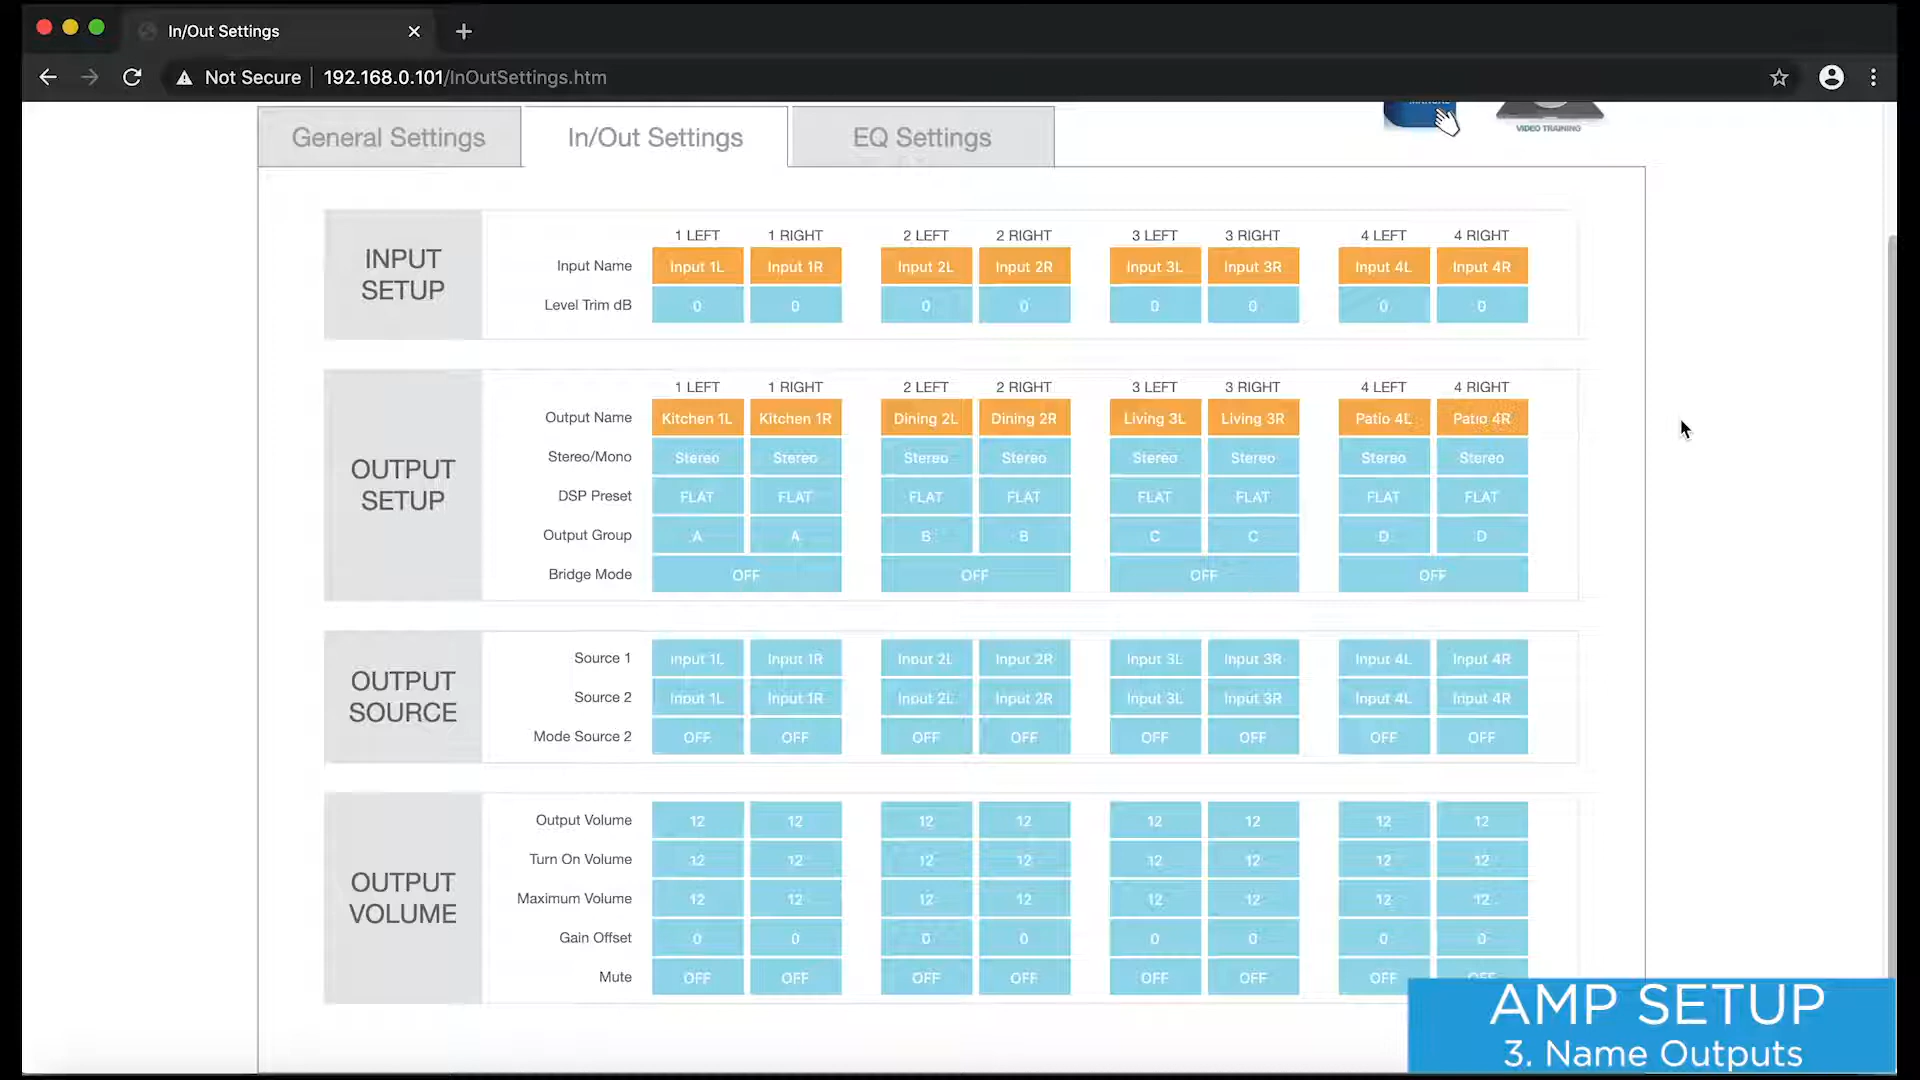 In/Out Settings
Not Secure 192.168.0.101/InOutSettings.htm
General Settings In/Out Settings EQ Settings
MANUAL
VIDEO TRAINING
INPUT SETUP
1 LEFT 1 RIGHT 2 LEFT 2 RIGHT 3 LEFT 3 RIGHT 4 LEFT 4 RIGHT
Input Name Input 1L Input 1R Input 2L Input 2R Input 3L Input 3R Input 4L Input 4R
Level Trim dB 0 0 0 0 0 0 0 0
OUTPUT SETUP
1 LEFT 1 RIGHT 2 LEFT 2 RIGHT 3 LEFT 3 RIGHT 4 LEFT 4 RIGHT
Output Name Kitchen 1L Kitchen 1R Dining 2L Dining 2R Living 3L Living 3R Patio 4L Patio 4R
Stereo/Mono Stereo Stereo Stereo Stereo Stereo Stereo Stereo Stereo
DSP Preset FLAT FLAT FLAT FLAT FLAT FLAT FLAT FLAT
Output Group A A B B C C D D
Bridge Mode OFF OFF OFF OFF
OUTPUT SOURCE
Source 1 Input 1L Input 1R Input 2L Input 2R Input 3L Input 3R Input 4L Input 4R
Source 2 Input 1L Input 1R Input 2L Input 2R Input 3L Input 3R Input 4L Input 4R
Mode Source 2 OFF OFF OFF OFF OFF OFF OFF OFF
OUTPUT VOLUME
Output Volume 12 12 12 12 12 12 12 12
Turn On Volume 12 12 12 12 12 12 12 12
Maximum Volume 12 12 12 12 12 12 12 12
Gain Offset 0 0 0 0 0 0 0 0
Mute OFF OFF OFF OFF OFF OFF OFF OFF
AMP SETUP
3. Name Outputs